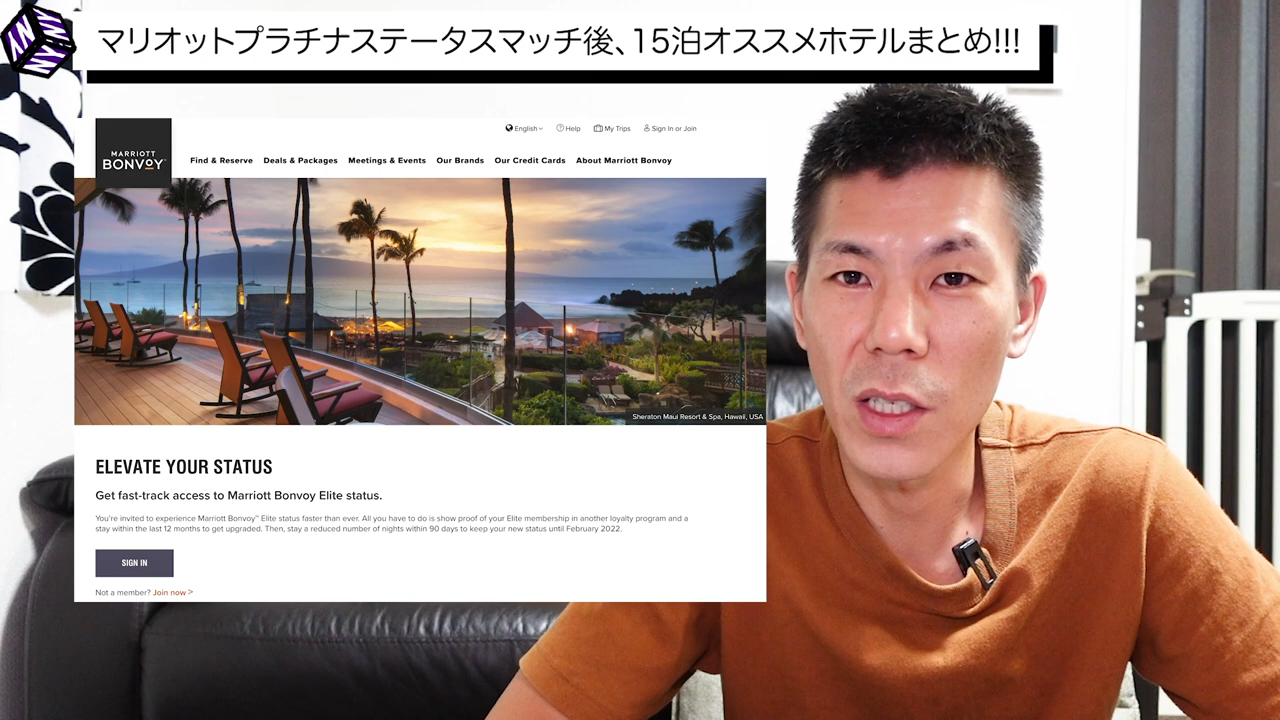 マリオットプラチナステータスマッチ後、15泊オススメホテルまとめ!!!
English
Help
My Trips
Sign In or Join
MARRIOTT
BONVOY
Find & Reserve
Deals & Packages
Meetings & Events
Our Brands
Our Credit Cards
About Marriott Bonvoy
Sheraton Maui Resort & Spa, Hawaii, USA
ELEVATE YOUR STATUS
Get fast-track access to Marriott Bonvoy Elite status.
You're invited to experience Marriott Bonvoy™ Elite status faster than ever. All you have to do is show proof of your Elite membership in another loyalty program and a
stay within the last 12 months to get upgraded. Then, stay a reduced number of nights within 90 days to keep your new status until February 2022.
SIGN IN
Not a member? Join now >